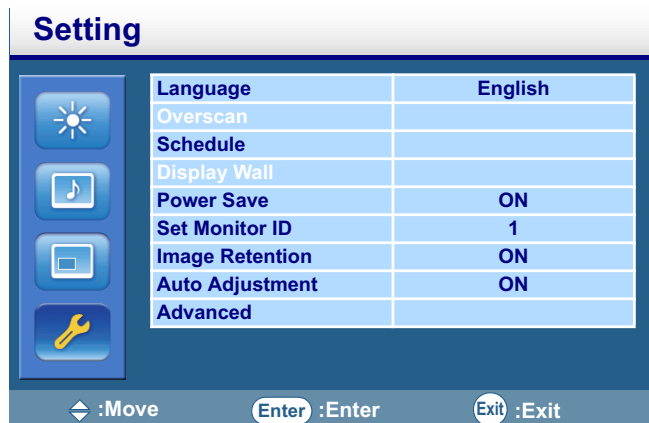 Setting
Language English
Overscan
Schedule
Display Wall
Power Save ON
Set Monitor ID 1
Image Retention ON
Auto Adjustment ON
Advanced
:Move Enter :Enter Exit :Exit